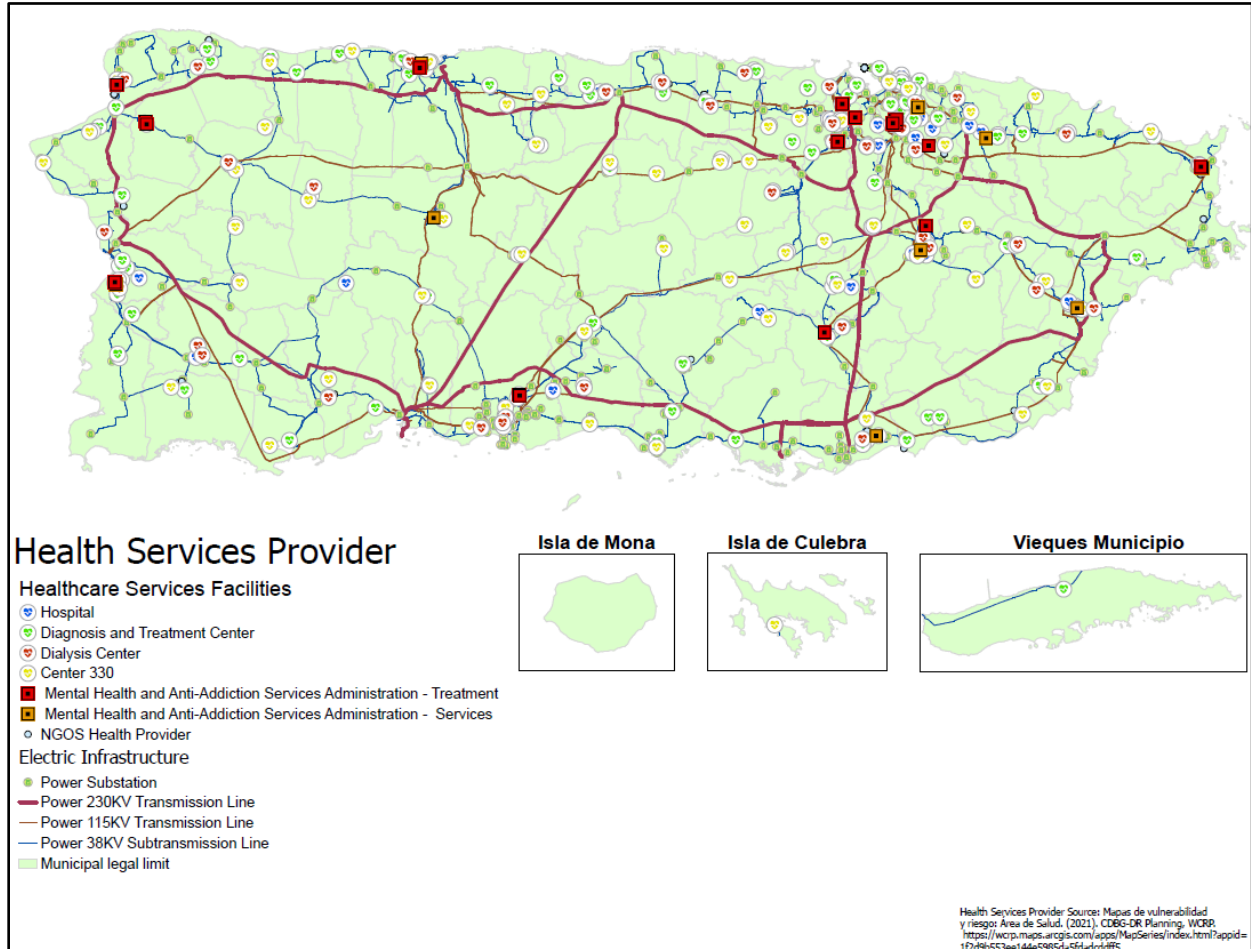 Health Services Provider
Healthcare Services Facilities
Hospital
Diagnosis and Treatment Center
Dialysis Center
Center 330
Mental Health and Anti-Addiction Services Administration - Treatment
Mental Health and Anti-Addiction Services Administration - Services
NGOS Health Provider
Electric Infrastructure
Power Substation
Power 230KV Transmission Line
Power 115KV Transmission Line
Power 38KV Subtransmission Line
Municipal legal limit
Isla de Mona
Isla de Culebra
Vieques Municipio
Health Services Provider Source: Mapas de vulnerabilidad
y riesgo: Área de Salud. (2021). CDBG-DR Planning, WCRP.
https://wcrp.maps.arcgis.com/apps/MapSeries/index.html?appid=